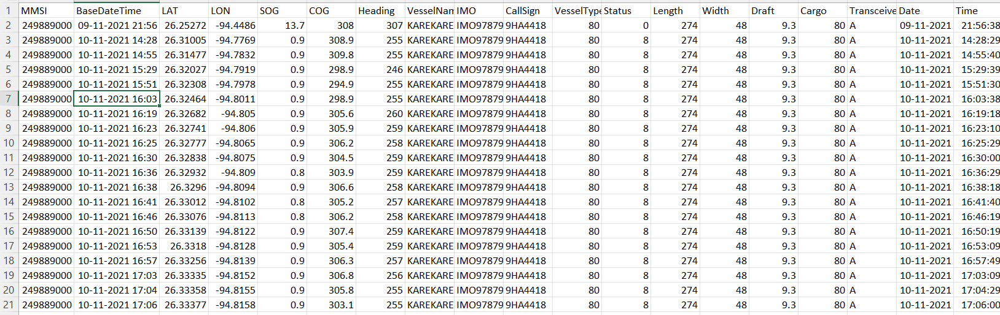 1 MMSI BaseDateTime LAT LON SOG COG Heading VesselNam IMO CallSign VesselType Status Length Width Draft Cargo Transceive Date Time
2 249889000 09-11-2021 21:56 26.25272 -94.4486 13.7 308 307 KAREKARE IMO97879 9HA4418 80 0 274 48 9.3 80 A 09-11-2021 21:56:38
3 249889000 10-11-2021 14:28 26.31005 -94.7769 0.9 308.9 255 KAREKARE IMO97879 9HA4418 80 8 274 48 9.3 80 A 10-11-2021 14:28:29
4 249889000 10-11-2021 14:55 26.31477 -94.7832 0.9 309.8 255 KAREKARE IMO97879 9HA4418 80 8 274 48 9.3 80 A 10-11-2021 14:55:40
5 249889000 10-11-2021 15:29 26.32027 -94.7919 0.9 298.9 246 KAREKARE IMO97879 9HA4418 80 8 274 48 9.3 80 A 10-11-2021 15:29:39
6 249889000 10-11-2021 15:51 26.32308 -94.7978 0.9 294.9 255 KAREKARE IMO97879 9HA4418 80 8 274 48 9.3 80 A 10-11-2021 15:51:30
7 249889000 10-11-2021 16:03 26.32464 -94.8011 0.9 298.9 255 KAREKARE IMO97879 9HA4418 80 8 274 48 9.3 80 A 10-11-2021 16:03:38
8 249889000 10-11-2021 16:19 26.32682 -94.805 0.9 305.6 260 KAREKARE IMO97879 9HA4418 80 8 274 48 9.3 80 A 10-11-2021 16:19:18
9 249889000 10-11-2021 16:23 26.32741 -94.806 0.9 305.9 259 KAREKARE IMO97879 9HA4418 80 8 274 48 9.3 80 A 10-11-2021 16:23:10
10 249889000 10-11-2021 16:25 26.32777 -94.8065 0.9 306.2 258 KAREKARE IMO97879 9HA4418 80 8 274 48 9.3 80 A 10-11-2021 16:25:29
11 249889000 10-11-2021 16:30 26.32838 -94.8075 0.9 304.5 259 KAREKARE IMO97879 9HA4418 80 8 274 48 9.3 80 A 10-11-2021 16:30:00
12 249889000 10-11-2021 16:36 26.32932 -94.809 0.8 303.9 259 KAREKARE IMO97879 9HA4418 80 8 274 48 9.3 80 A 10-11-2021 16:36:29
13 249889000 10-11-2021 16:38 26.3296 -94.8094 0.9 306.6 258 KAREKARE IMO97879 9HA4418 80 8 274 48 9.3 80 A 10-11-2021 16:38:18
14 249889000 10-11-2021 16:41 26.33012 -94.8102 0.8 305.2 257 KAREKARE IMO97879 9HA4418 80 8 274 48 9.3 80 A 10-11-2021 16:41:40
15 249889000 10-11-2021 16:46 26.33076 -94.8113 0.8 306.2 258 KAREKARE IMO97879 9HA4418 80 8 274 48 9.3 80 A 10-11-2021 16:46:19
16 249889000 10-11-2021 16:50 26.33139 -94.8122 0.9 307.4 259 KAREKARE IMO97879 9HA4418 80 8 274 48 9.3 80 A 10-11-2021 16:50:19
17 249889000 10-11-2021 16:53 26.3318 -94.8128 0.9 305.4 259 KAREKARE IMO97879 9HA4418 80 8 274 48 9.3 80 A 10-11-2021 16:53:09
18 249889000 10-11-2021 16:57 26.33256 -94.8139 0.9 306.3 257 KAREKARE IMO97879 9HA4418 80 8 274 48 9.3 80 A 10-11-2021 16:57:49
19 249889000 10-11-2021 17:03 26.33335 -94.8152 0.9 306.8 256 KAREKARE IMO97879 9HA4418 80 8 274 48 9.3 80 A 10-11-2021 17:03:09
20 249889000 10-11-2021 17:04 26.33358 -94.8155 0.9 305.8 255 KAREKARE IMO97879 9HA4418 80 8 274 48 9.3 80 A 10-11-2021 17:04:29
21 249889000 10-11-2021 17:06 26.33377 -94.8158 0.9 303.1 255 KAREKARE IMO97879 9HA4418 80 8 274 48 9.3 80 A 10-11-2021 17:06:00